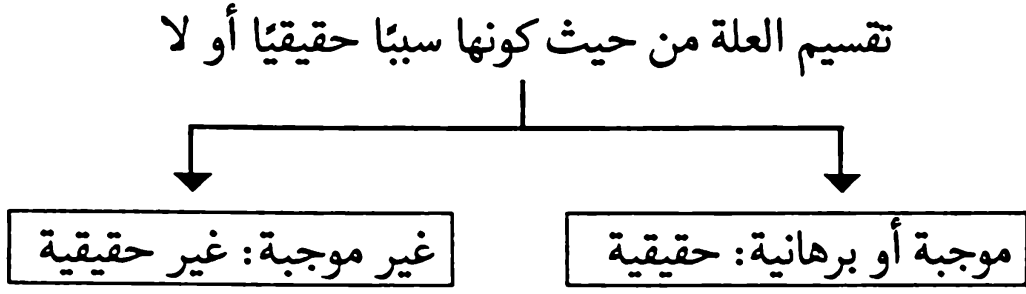 تقسيم العلة من حيث كونها سببًا حقيقيًا أو لا
موجبة أو برهانية: حقيقية
غير موجبة: غير حقيقية